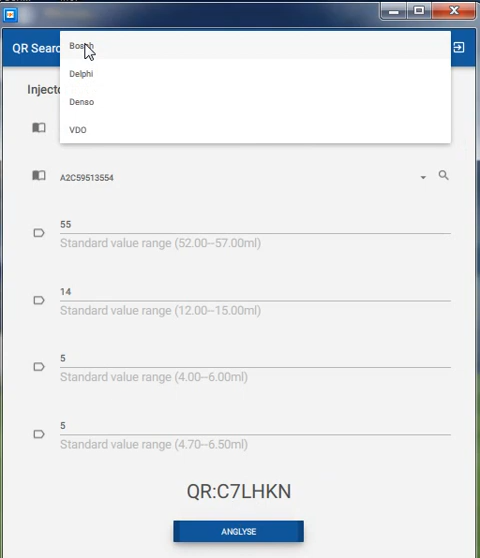 QR Searc
Bosch
Delphi
Denso
VDO
Injecto
A2C59513554
55
Standard value range (52.00--57.00ml)
14
Standard value range (12.00--15.00ml)
5
Standard value range (4.00--6.00ml)
5
Standard value range (4.70--6.50ml)
QR:C7LHKN
ANGLYSE